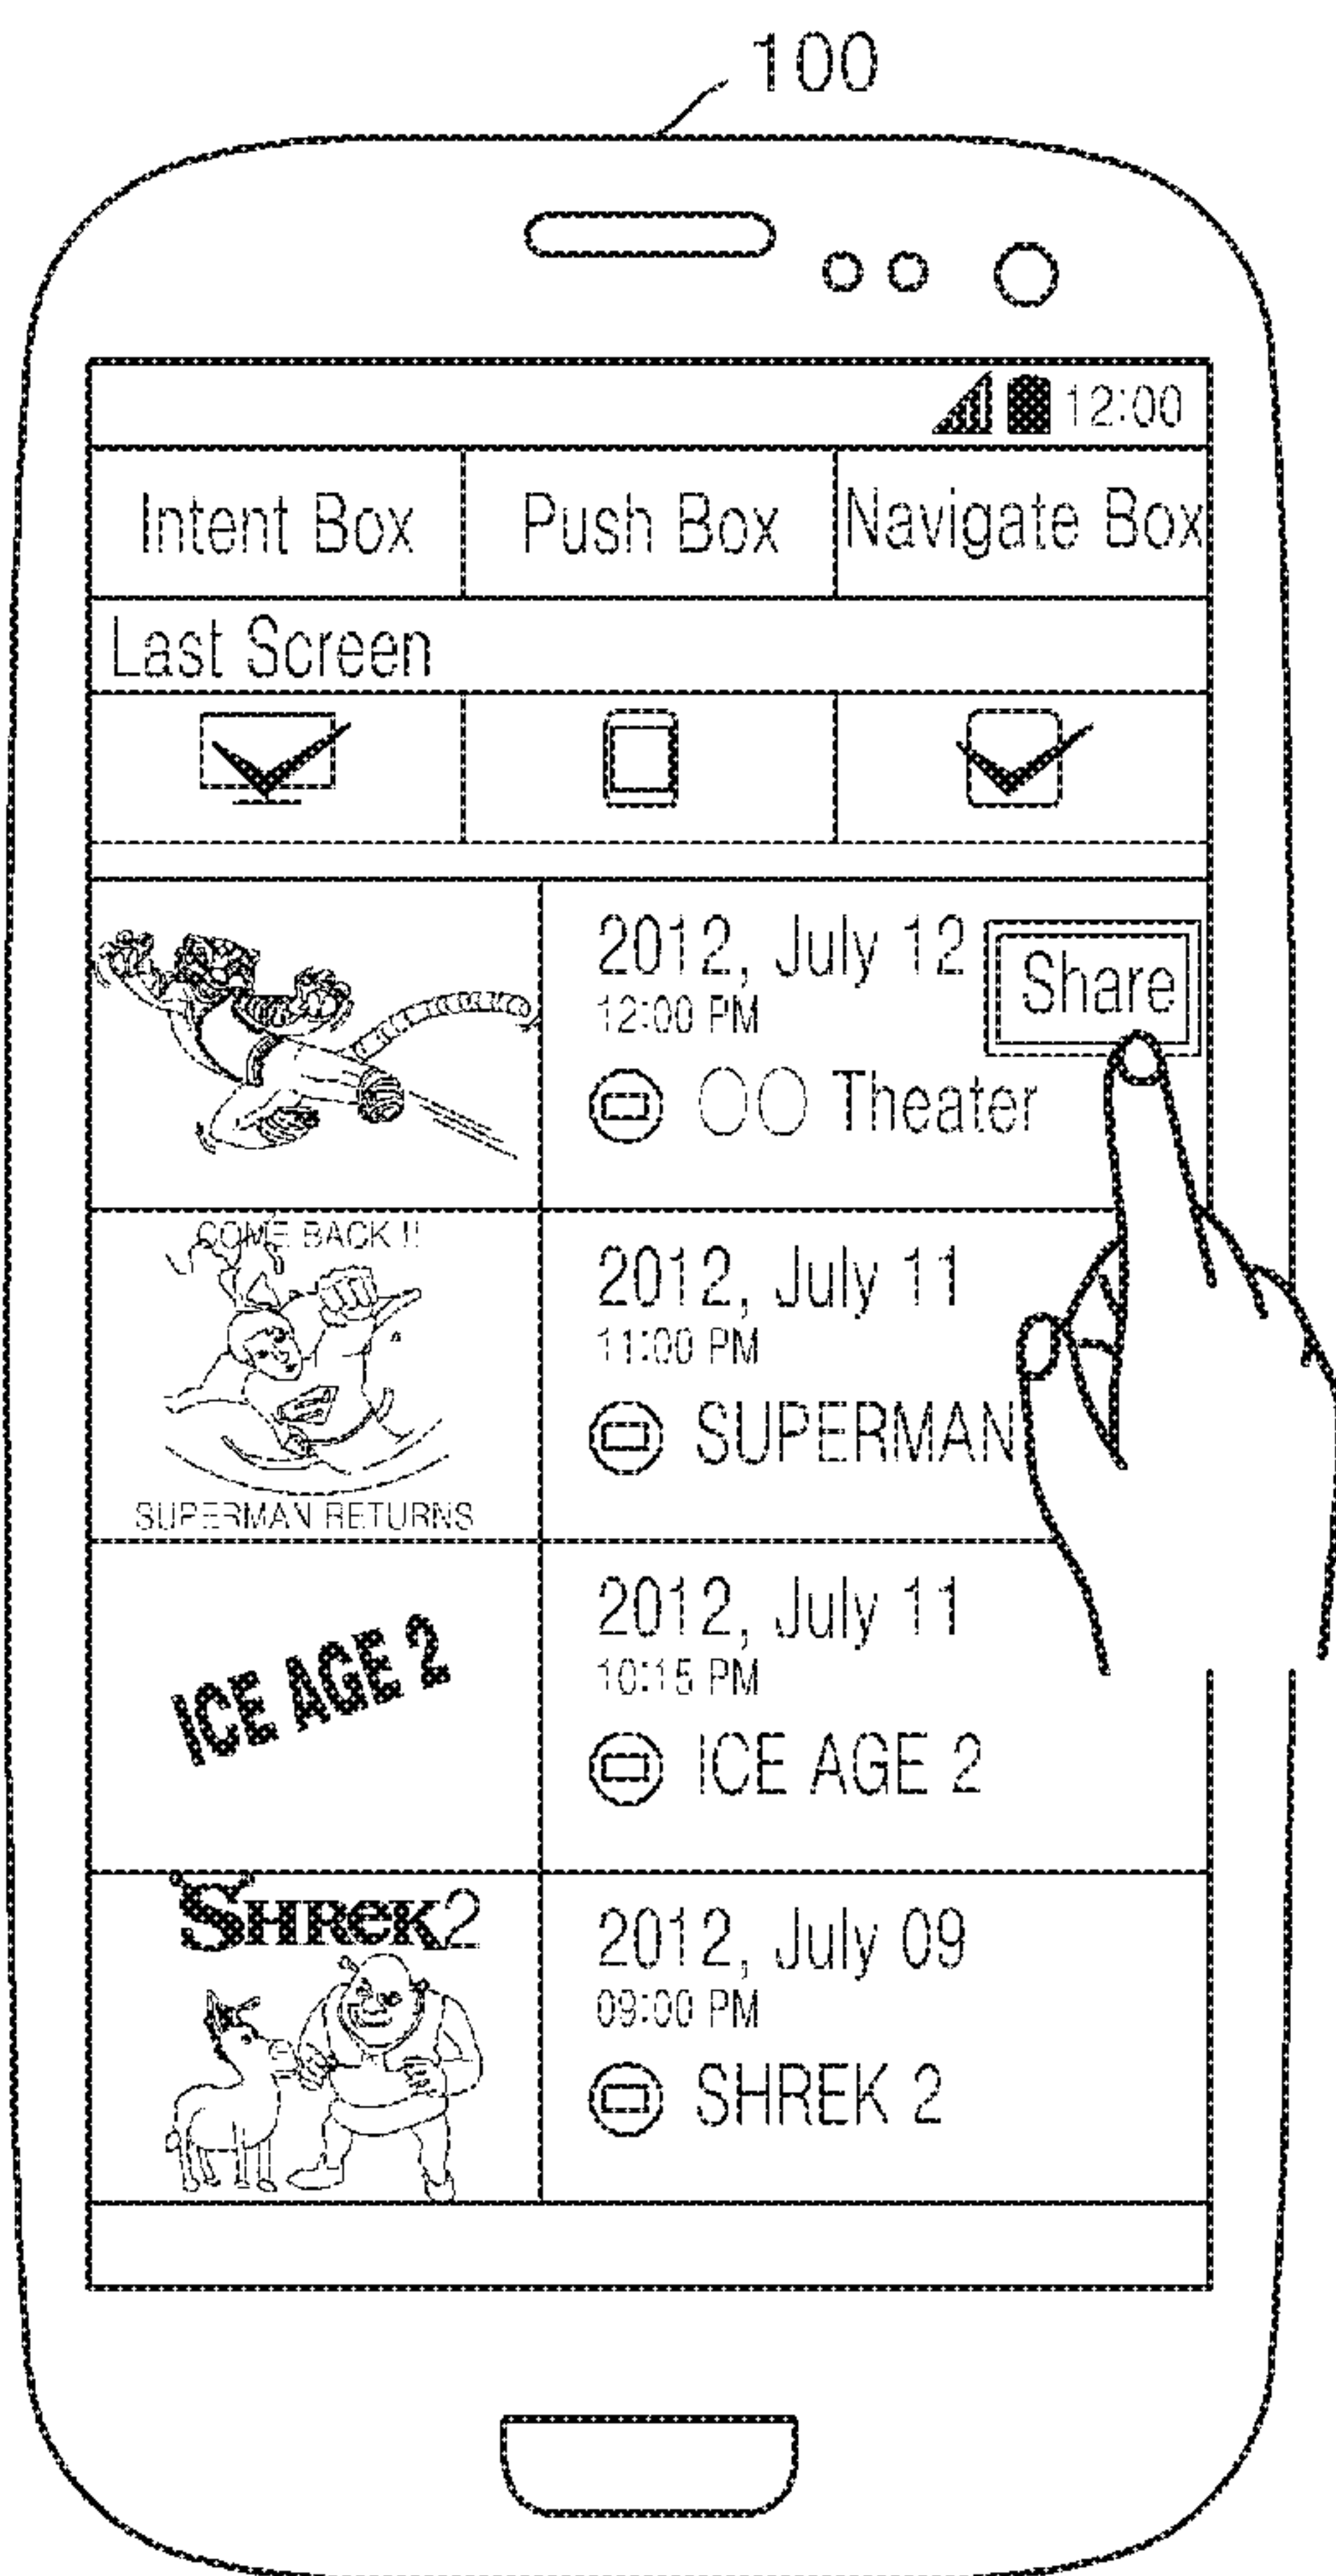 100
12:00
Intent Box Push Box Navigate Box
Last Screen
2012, July 12 Share
12:00 PM
○○ Theater
COME BACK !!
SUPERMAN RETURNS
2012, July 11
11:00 PM
SUPERMAN
ICE AGE 2
2012, July 11
10:15 PM
ICE AGE 2
SHREK 2
2012, July 09
09:00 PM
SHREK 2